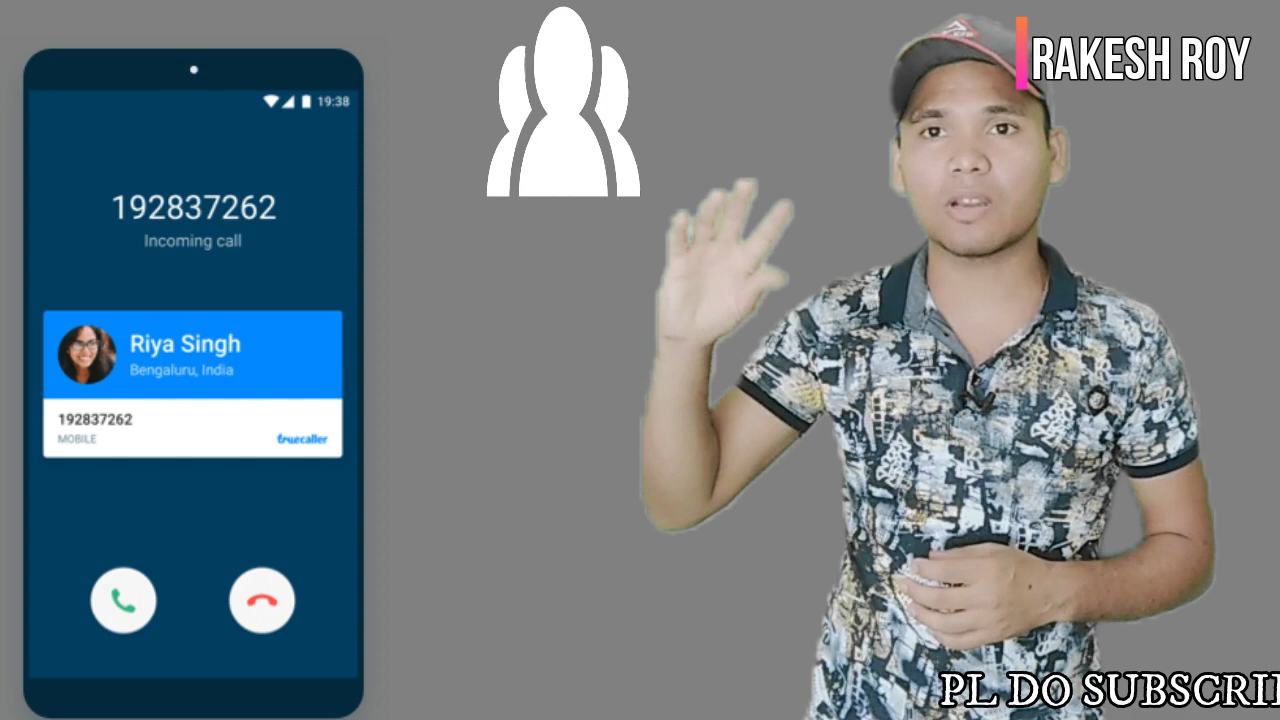 RAKESH ROY
19:38
192837262
Incoming call
Riya Singh
Bengaluru, India
192837262
MOBILE
truecaller
PL DO SUBSCRI